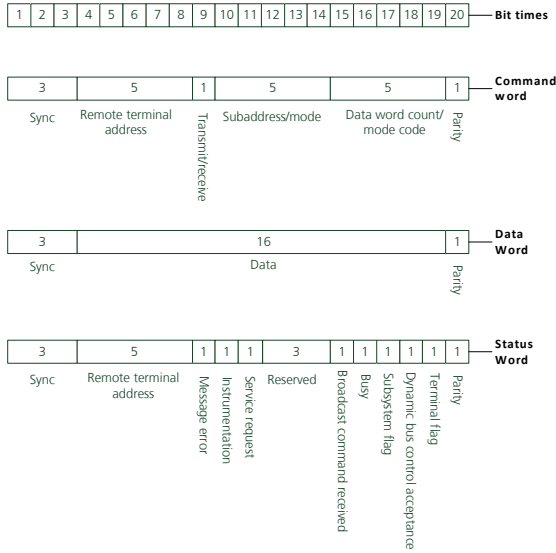 1 2 3 4 5 6 7 8 9 10 11 12 13 14 15 16 17 18 19 20
Bit times
3 5 1 5 5 1
Command
word
Sync
Remote terminal
address
Transmit/receive
Subaddress/mode
Data word count/
mode code
Parity
3 16 1
Data
Word
Sync
Data
Parity
3 5 1 1 1 3 1 1 1 1 1 1
Status
Word
Sync
Remote terminal
address
Message error
Instrumentation
Service request
Reserved
Broadcast command received
Busy
Subsystem flag
Dynamic bus control acceptance
Terminal flag
Parity